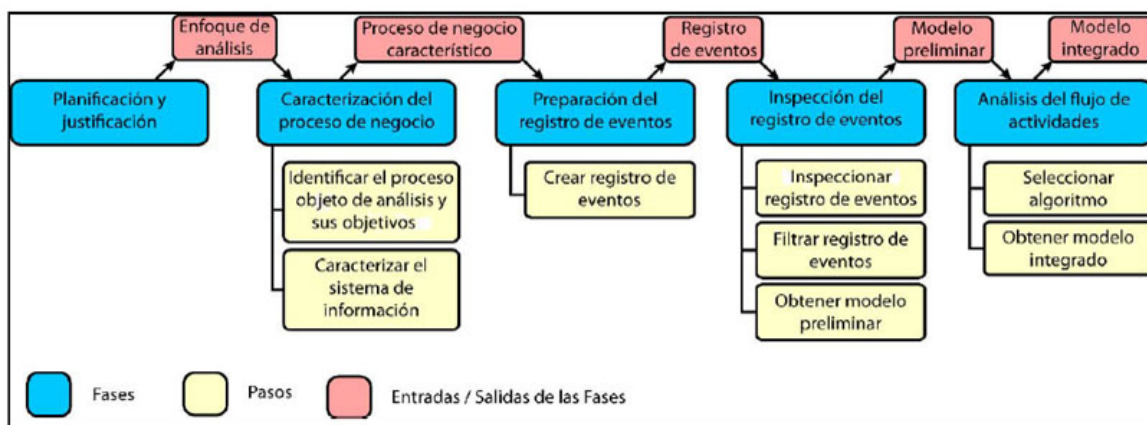 Enfoque de
análisis
Proceso de negocio
característico
Registro
de eventos
Modelo
preliminar
Modelo
integrado
Planificación y
justificación
Caracterización del
proceso de negocio
Preparación del
registro de eventos
Inspección del
registro de eventos
Análisis del flujo de
actividades
Identificar el proceso
objeto de análisis y
sus objetivos
Caracterizar el
sistema de
información
Crear registro de
eventos
Inspeccionar
registro de eventos
Filtrar registro de
eventos
Obtener modelo
preliminar
Seleccionar
algoritmo
Obtener modelo
integrado
Fases
Pasos
Entradas / Salidas de las Fases